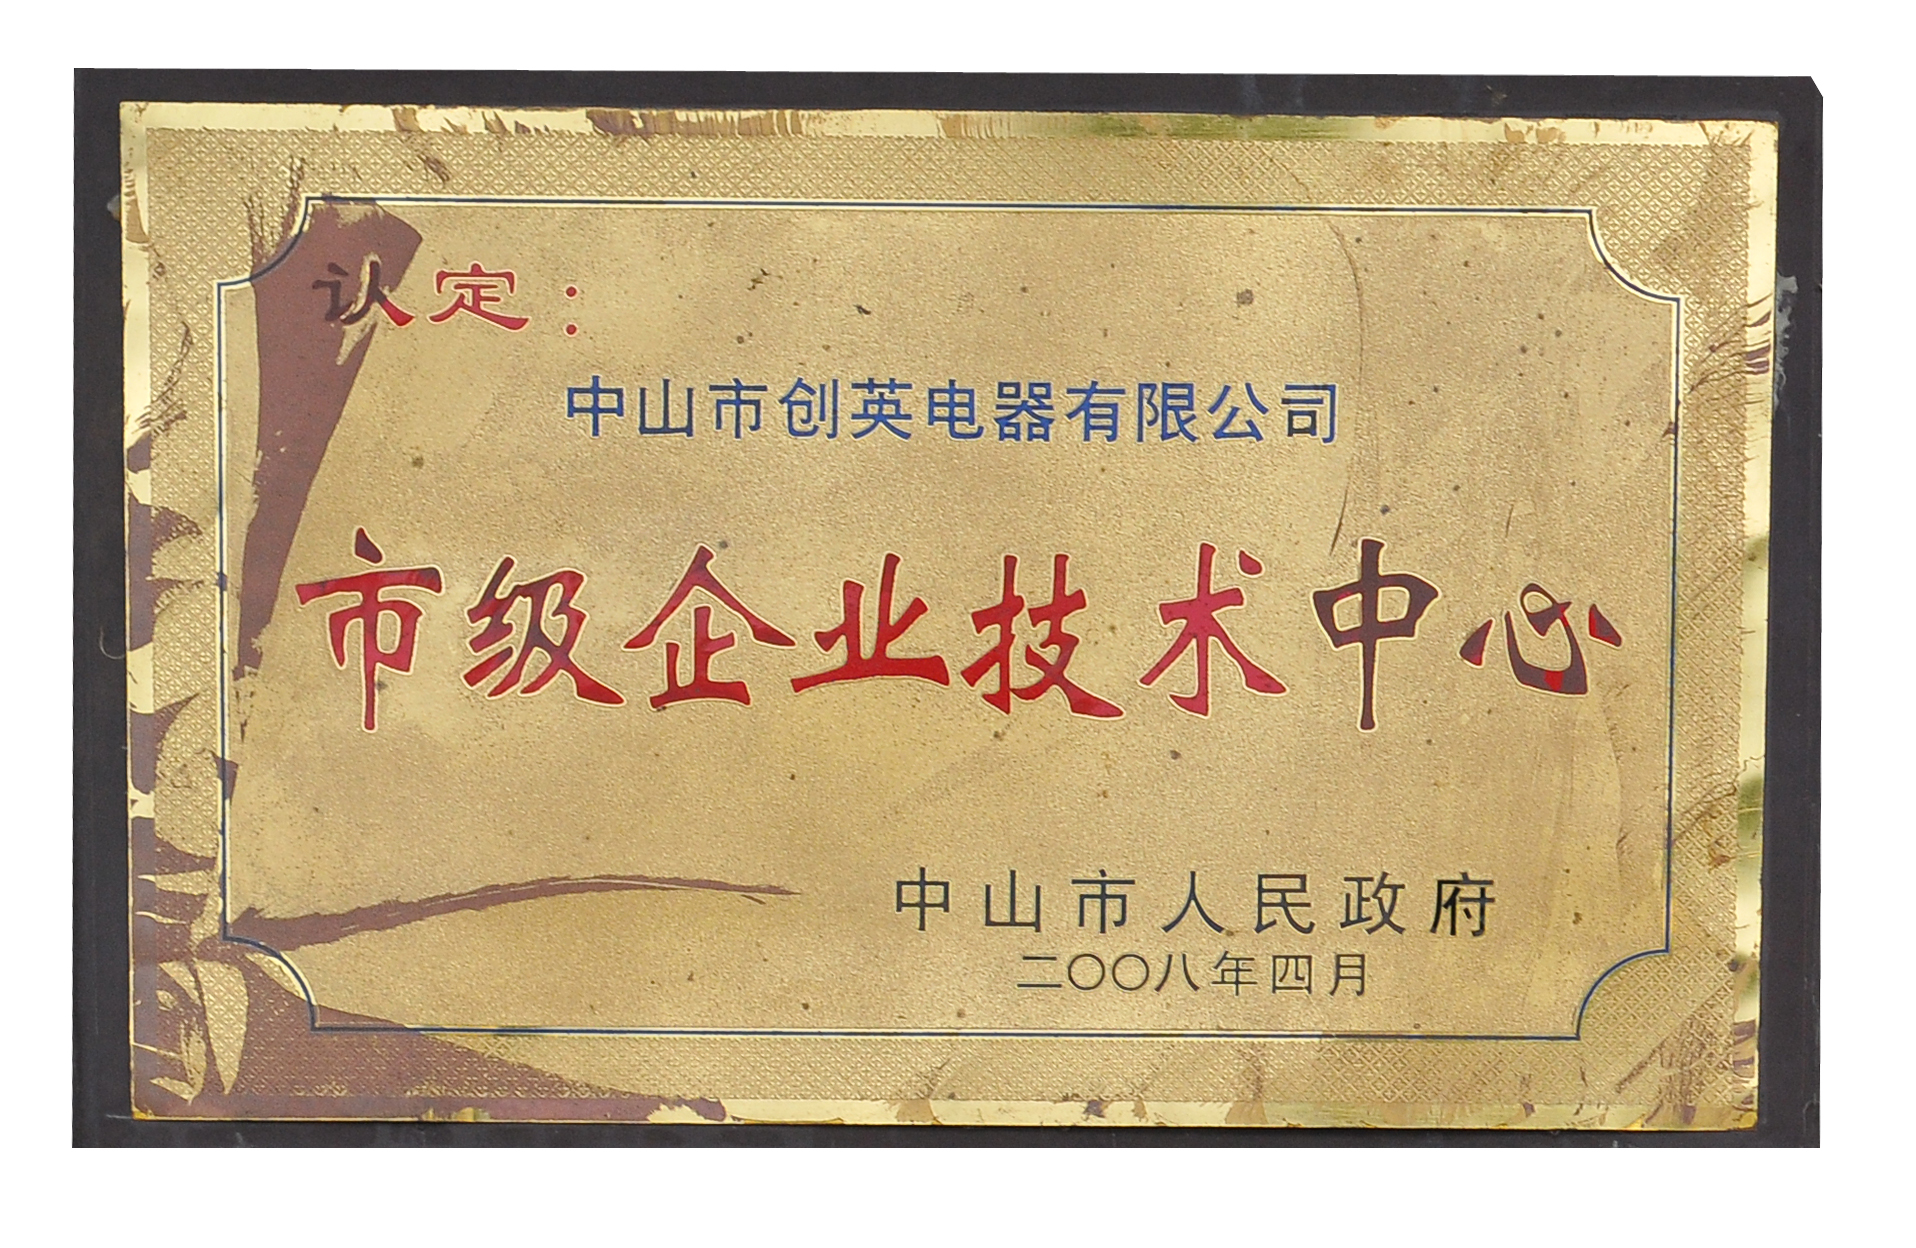 认定：
中山市创英电器有限公司
市级企业技术中心
中山市人民政府
二〇〇八年四月